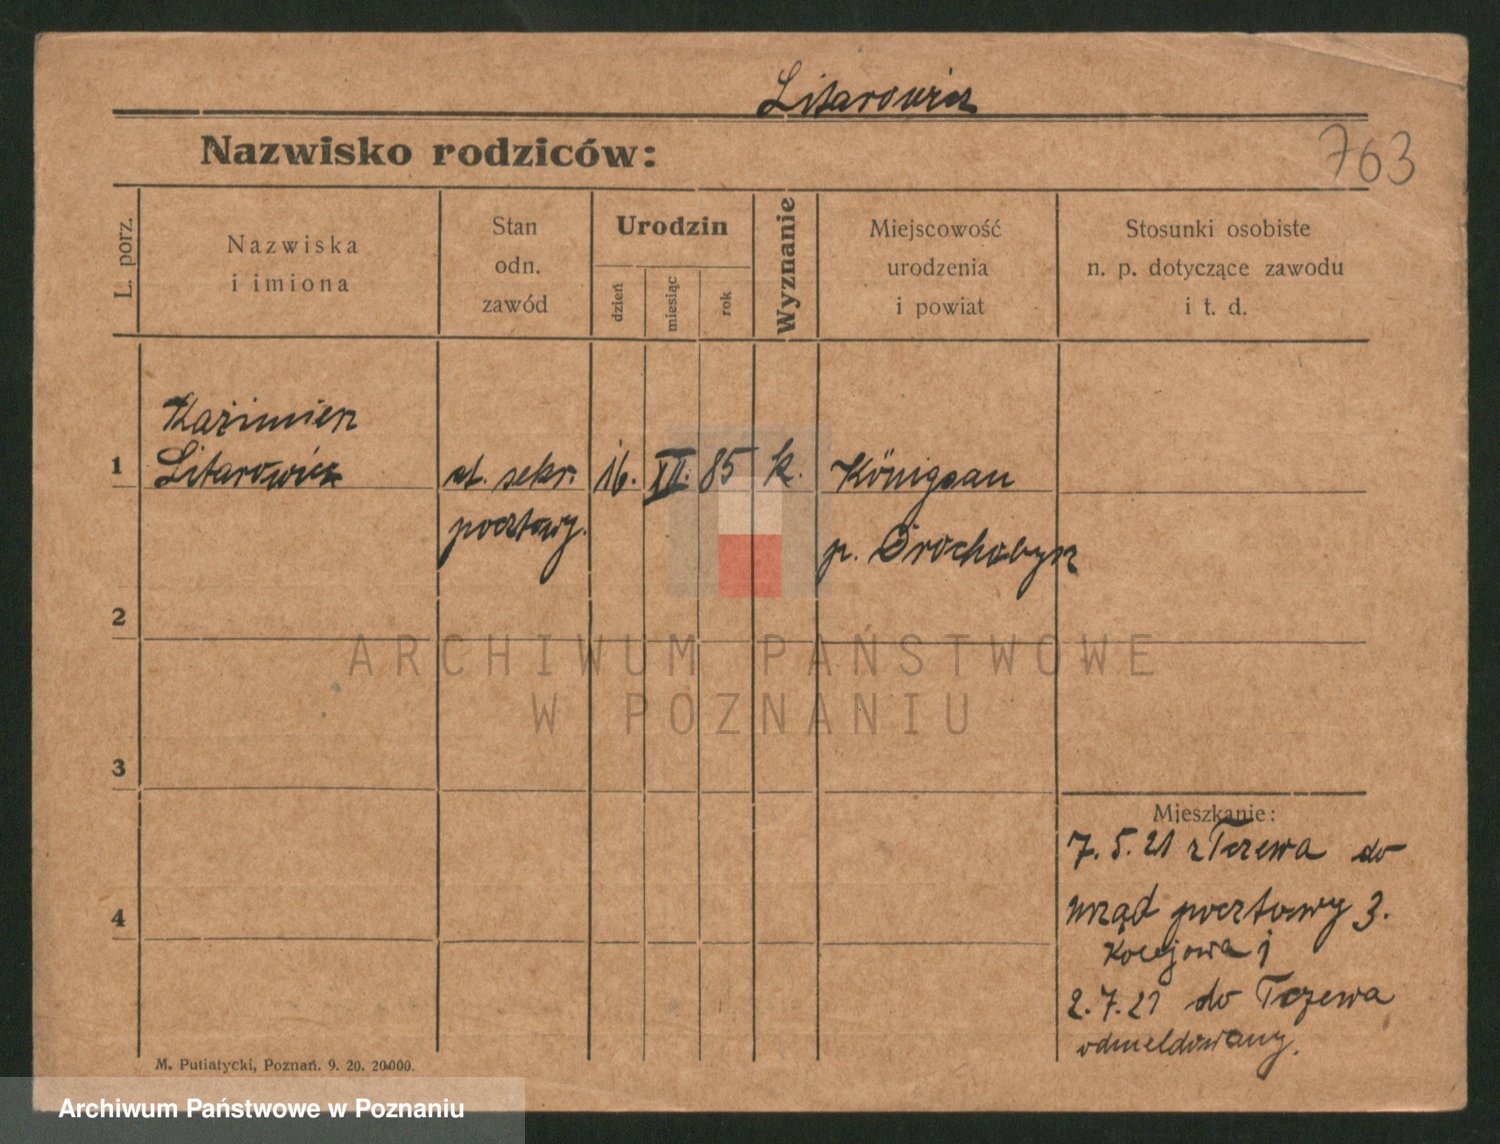 Litarowicz
Nazwisko rodziców:
763
L. porz.
Nazwiska
i imiona
Stan
odn.
zawód
Urodzin
dzień
miesiąc
rok
Wyznanie
Miejscowość
urodzenia
i powiat
Stosunki osobiste
n. p. dotyczące zawodu
i t. d.
Kazimierz
1 Litarowicz st. sekr. 16. XII. 85 k. Königsau
pocztowy. p. Drochobycz
2
3
4
Mieszkanie:
7. 5. 21 z Tczewa do
urząd pocztowy 3.
Kolejowa 1
2. 7. 21 do Tczewa
odmeldowany.
M. Putiatycki, Poznań. 9. 20. 20000.
ARCHIWUM PAŃSTWOWE
W POZNANIU
Archiwum Państwowe w Poznaniu